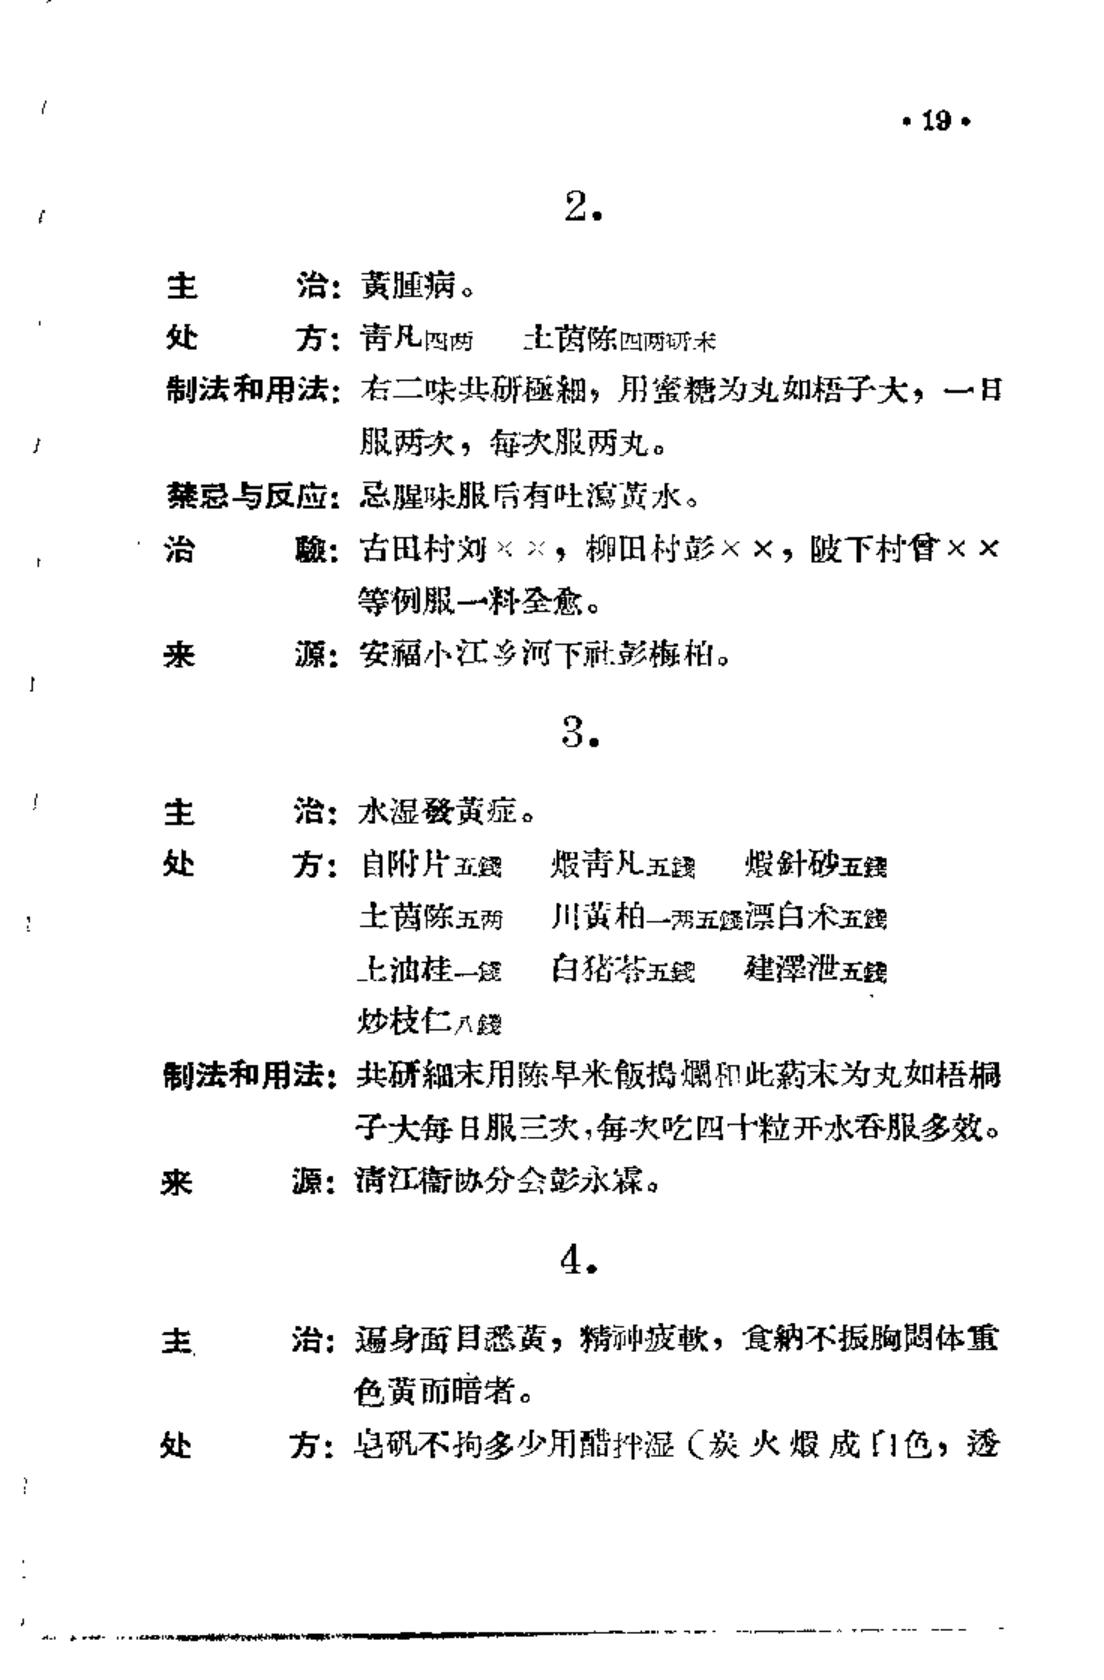 • 19 •
2.
主　　治：黃腫病。
处　　方：青凡四两　土茵陈四两研末
制法和用法：右二味共研極細，用蜜糖为丸如梧子大，一日
服两次，每次服两丸。
禁忌与反应：忌腥味服后有吐瀉黃水。
治　　驗：古田村刘××，柳田村彭××，陂下村曾××
等例服一料全愈。
来　　源：安福小江乡河下社彭梅柏。
3.
主　　治：水湿發黃症。
处　　方：白附片五錢　煅青凡五錢　煅針砂五錢
土茵陈五两　川黃柏一两五錢漂白术五錢
上油桂一錢　白猪苓五錢　建澤泄五錢
炒枝仁八錢
制法和用法：共研細末用陈早米飯搗爛和此葯末为丸如梧桐
子大每日服三次，每次吃四十粒开水吞服多效。
来　　源：清江衞协分会彭永霖。
4.
主　　治：遍身面目悉黃，精神疲軟，食納不振胸悶体重
色黃而暗者。
处　　方：皂矾不拘多少用醋拌湿（炭火煅成白色，透